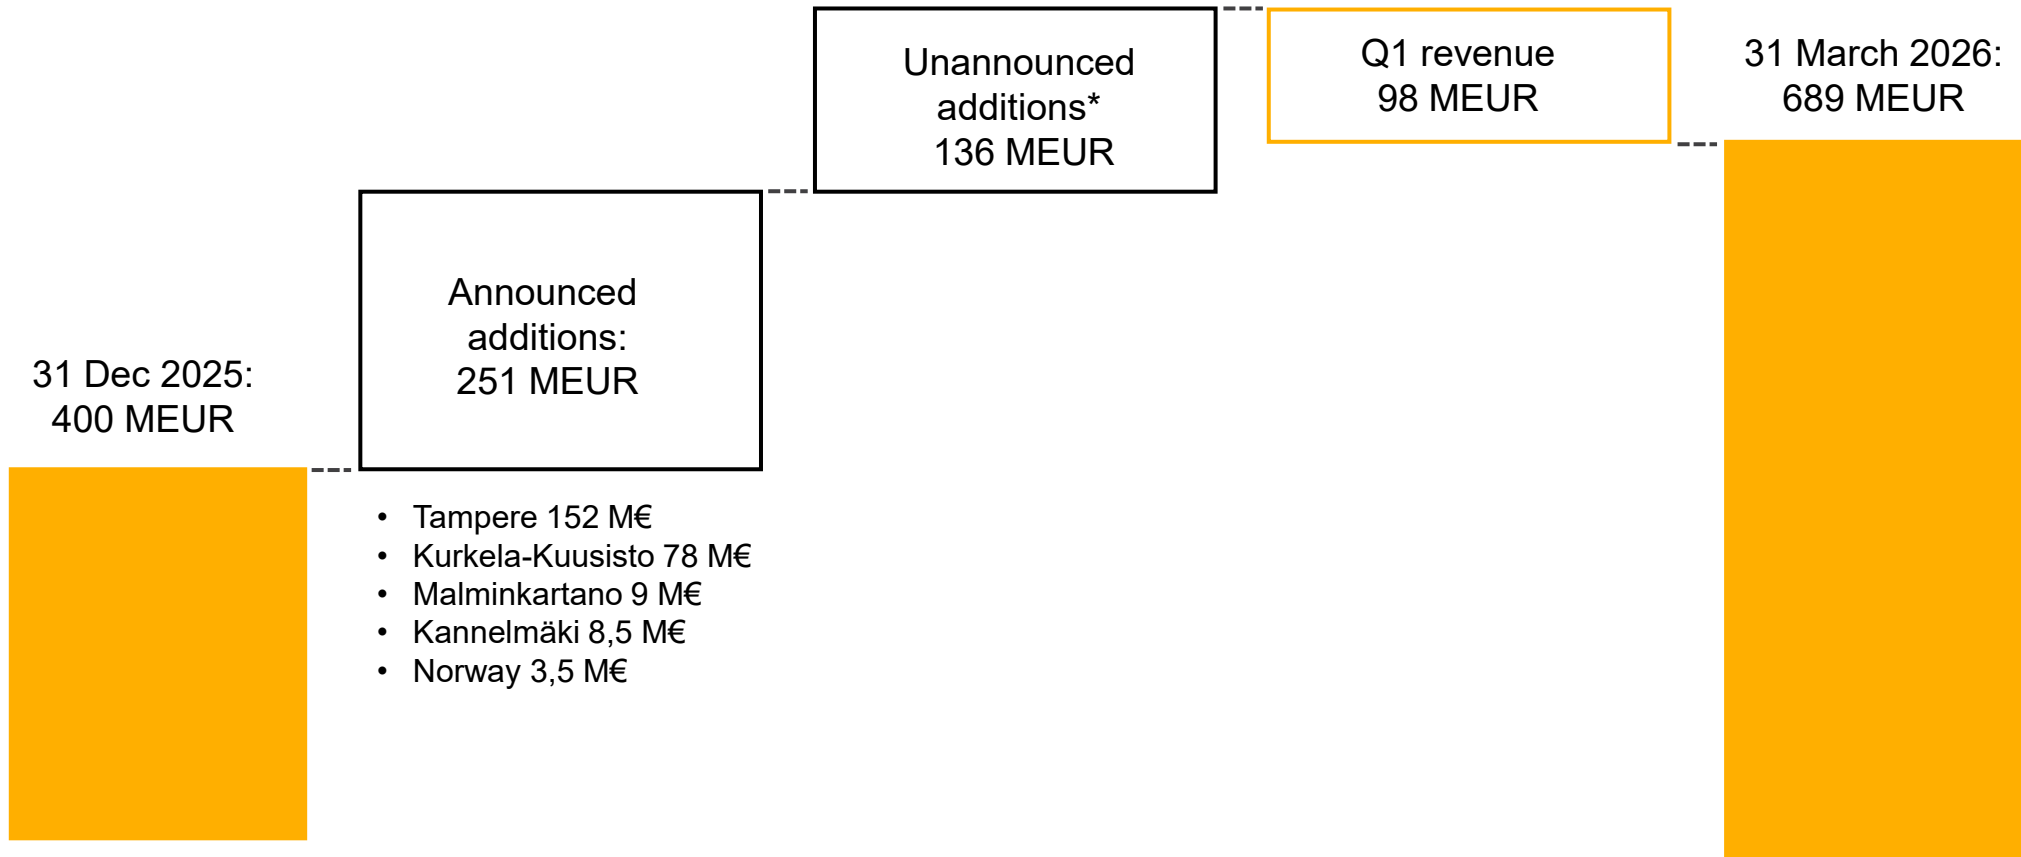 31 Dec 2025:
400 MEUR
Announced
additions:
251 MEUR
• Tampere 152 M€
• Kurkela-Kuusisto 78 M€
• Malminkartano 9 M€
• Kannelmäki 8,5 M€
• Norway 3,5 M€
Unannounced
additions*
136 MEUR
Q1 revenue
98 MEUR
31 March 2026:
689 MEUR